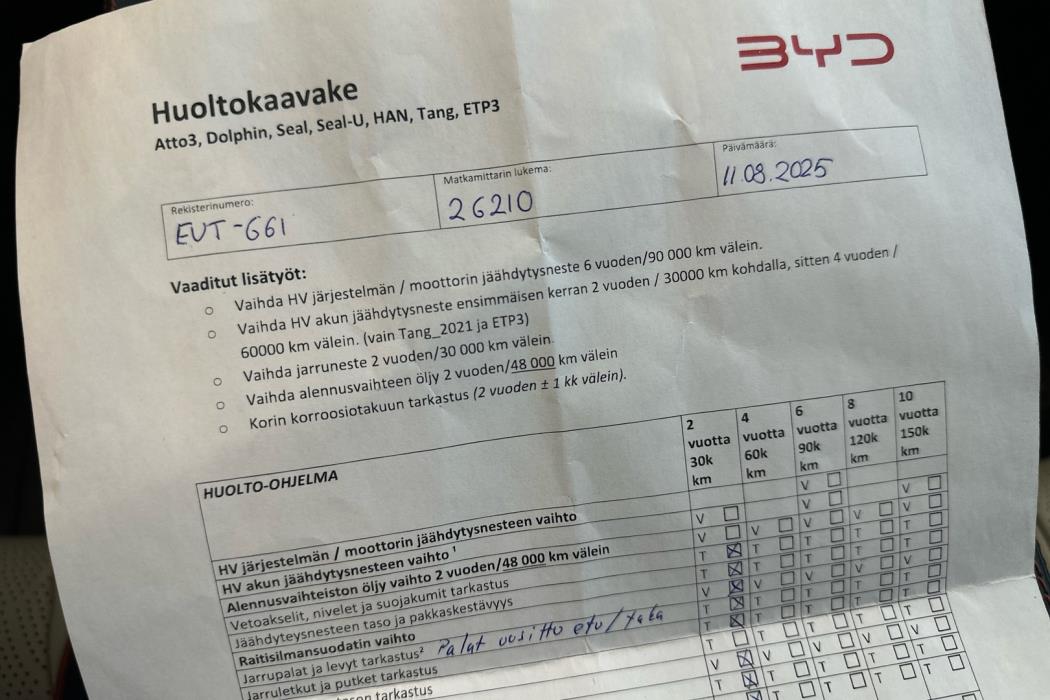 BYD
Huoltokaavake
Atto3, Dolphin, Seal, Seal-U, HAN, Tang, ETP3
Rekisterinumero: Matkamittarin lukema: Päivämäärä:
EUT-661 26210 11.08.2025
Vaaditut lisätyöt:
○ Vaihda HV järjestelmän / moottorin jäähdytysneste 6 vuoden/90 000 km välein.
○ Vaihda HV akun jäähdytysneste ensimmäisen kerran 2 vuoden / 30000 km kohdalla, sitten 4 vuoden /
60000 km välein. (vain Tang_2021 ja ETP3)
○ Vaihda jarruneste 2 vuoden/30 000 km välein.
○ Vaihda alennusvaihteen öljy 2 vuoden/48 000 km välein
○ Korin korroosiotakuun tarkastus (2 vuoden ± 1 kk välein).
HUOLTO-OHJELMA
2 vuotta 30k km
4 vuotta 60k km
6 vuotta 90k km
8 vuotta 120k km
10 vuotta 150k km
HV järjestelmän / moottorin jäähdytysnesteen vaihto V
HV akun jäähdytysnesteen vaihto ¹ V V V
Alennusvaihteiston öljy vaihto 2 vuoden/48 000 km välein V V V V V
Vetoakselit, nivelet ja suojakumit tarkastus T T T T T
Jäähdyteysnesteen taso ja pakkaskestävyys T T T T T
Raitisilmansuodatin vaihto V V V V V
Jarrupalat ja levyt tarkastus² Palat uusittu etu/taka T T T T T
Jarruletkut ja putket tarkastus T T T T T
tarkastus